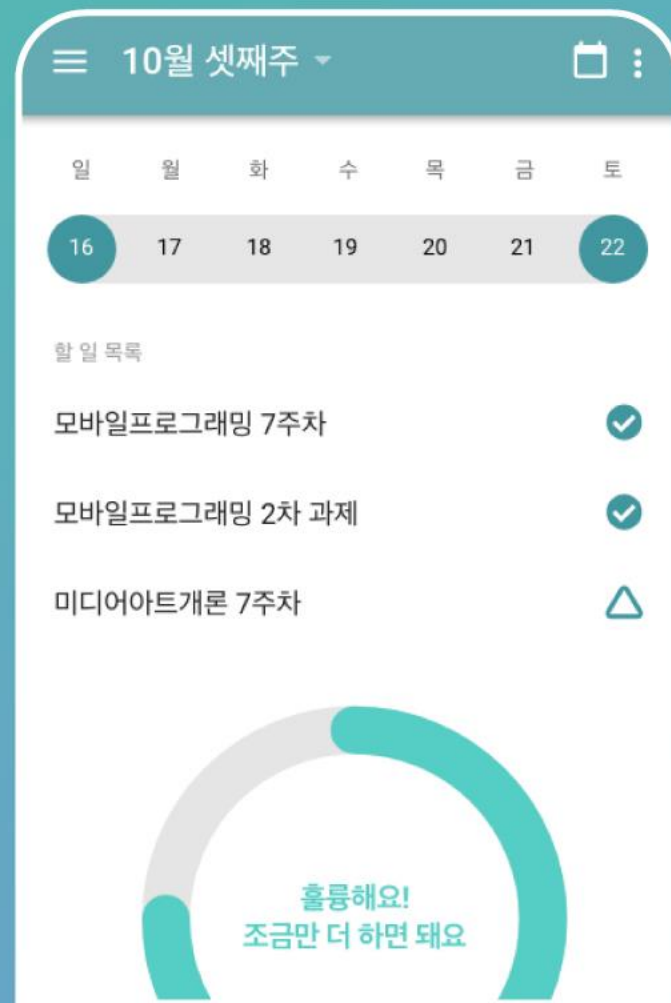 10월 셋째주
일 월 화 수 목 금 토
16 17 18 19 20 21 22
할 일 목록
모바일프로그래밍 7주차
모바일프로그래밍 2차 과제
미디어아트개론 7주차
훌륭해요!
조금만 더 하면 돼요